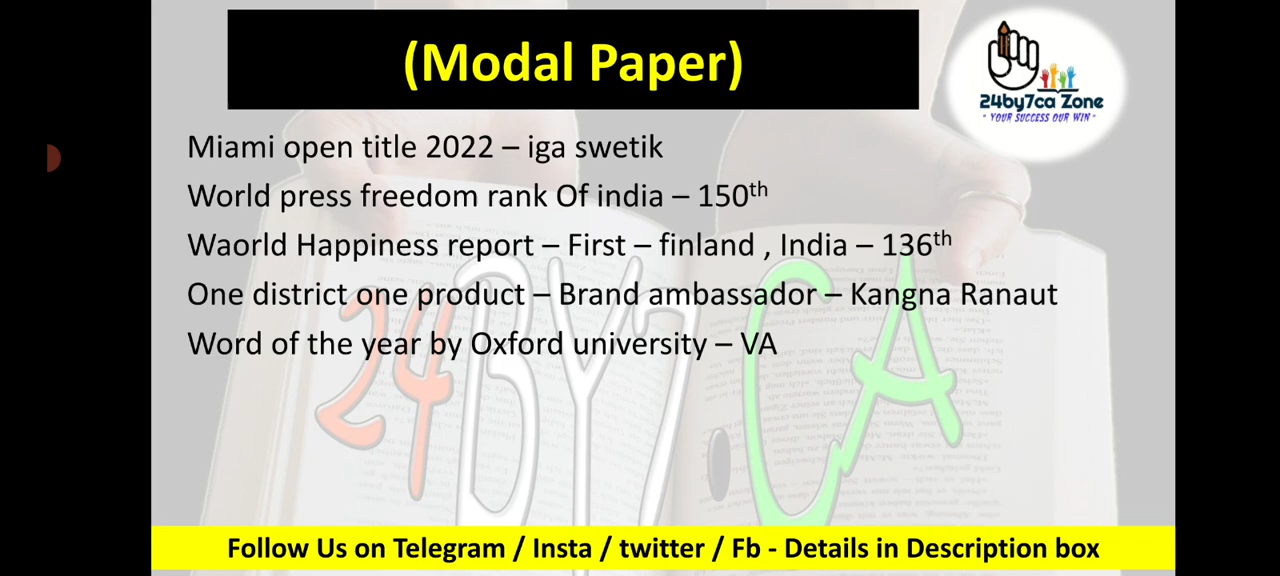 (Modal Paper)
24by7ca Zone
" YOUR SUCCESS OUR WIN "
Miami open title 2022 – iga swetik
World press freedom rank Of india – 150th
Waorld Happiness report – First – finland , India – 136th
One district one product – Brand ambassador – Kangna Ranaut
Word of the year by Oxford university – VA
24BY7.CA
Follow Us on Telegram / Insta / twitter / Fb - Details in Description box